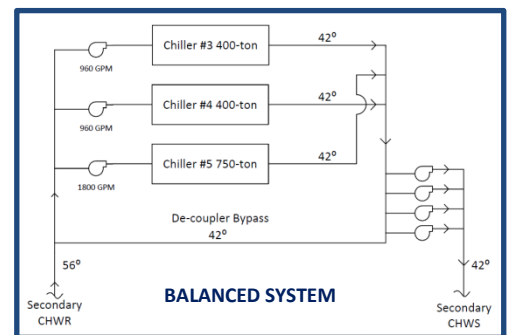 Chiller #3 400-ton
42°
960 GPM
Chiller #4 400-ton
42°
960 GPM
Chiller #5 750-ton
42°
1800 GPM
De-coupler Bypass
42°
56°
42°
BALANCED SYSTEM
Secondary
CHWR
Secondary
CHWS